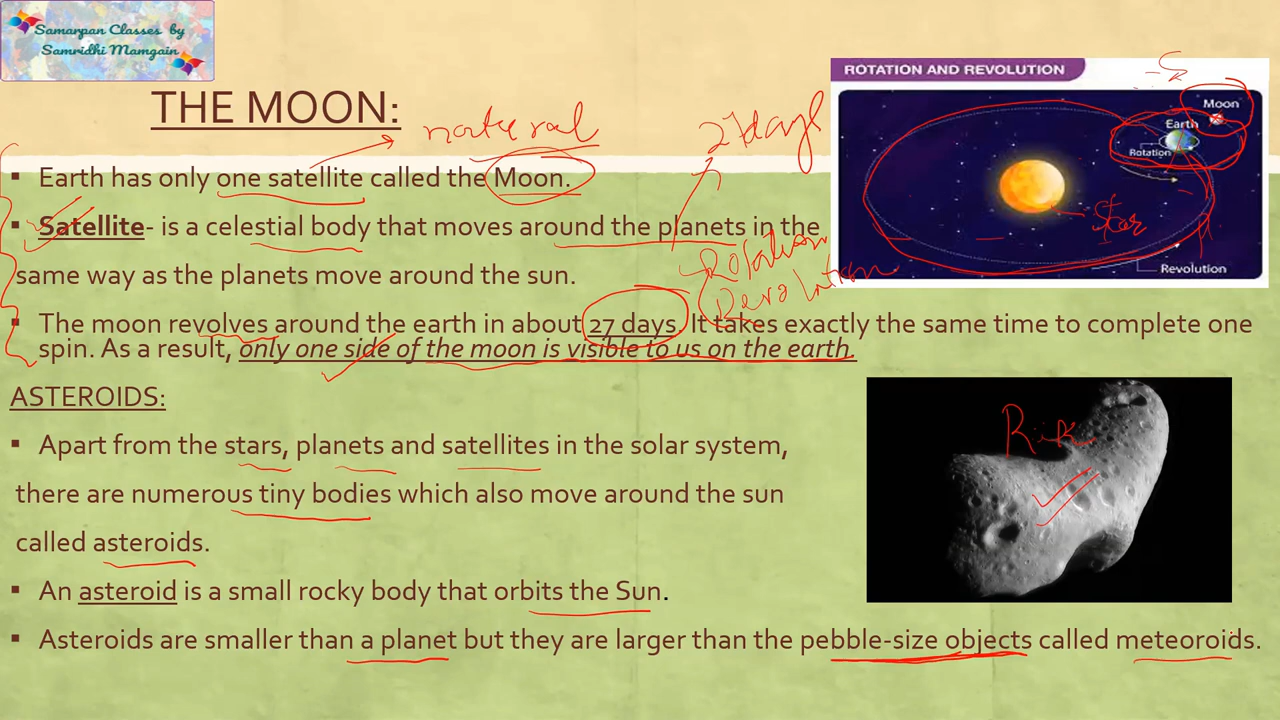 Samarpan Classes by
Samridhi Mamgain
THE MOON:
natural
27days
▪ Earth has only one satellite called the Moon.
▪ Satellite- is a celestial body that moves around the planets in the
same way as the planets move around the sun.
Rotation
Revolution
▪ The moon revolves around the earth in about 27 days. It takes exactly the same time to complete one
spin. As a result, only one side of the moon is visible to us on the earth.
ROTATION AND REVOLUTION
Moon
Earth
Rotation
Star
Revolution
ASTEROIDS:
▪ Apart from the stars, planets and satellites in the solar system,
there are numerous tiny bodies which also move around the sun
called asteroids.
▪ An asteroid is a small rocky body that orbits the Sun.
▪ Asteroids are smaller than a planet but they are larger than the pebble-size objects called meteoroids.